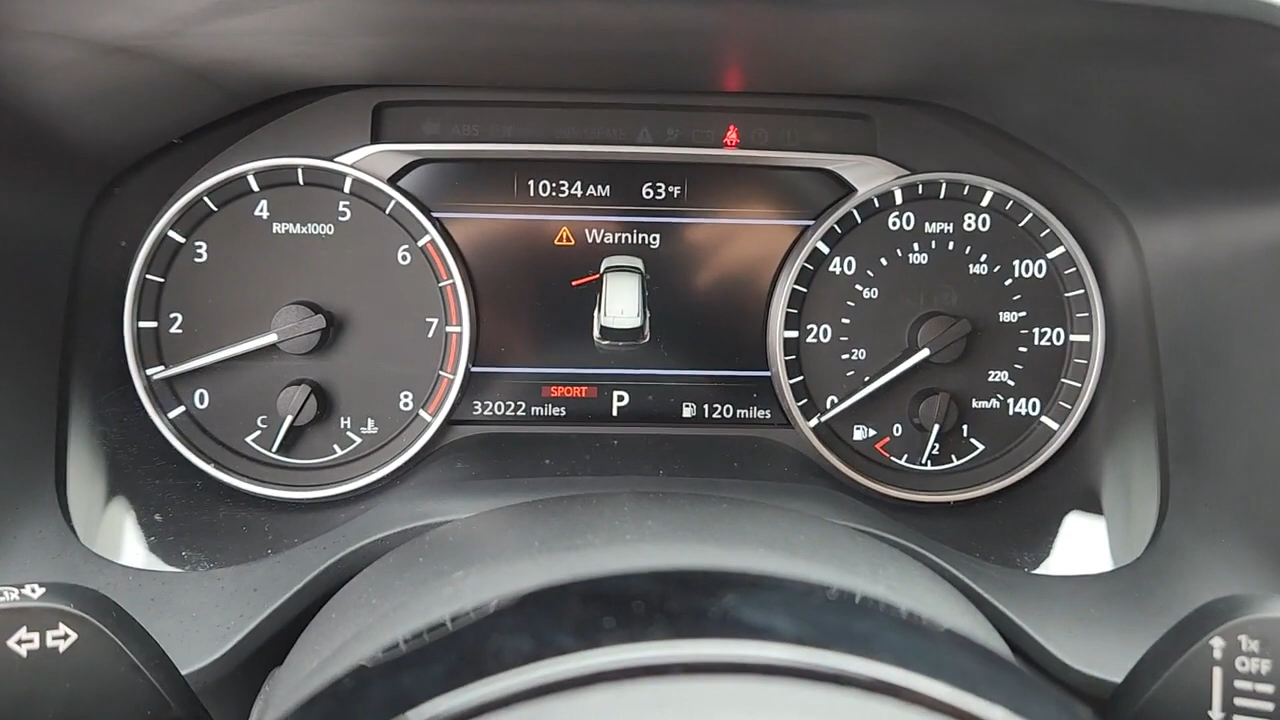 ABS
10:34 AM 63°F
Warning
SPORT
32022 miles P 120 miles
RPMx1000
0 2 3 4 5 6 7 8
C H
MPH
0 20 40 60 80 100 120 140
20 60 100 140 180 220
km/h
0 2 1
1x
OFF